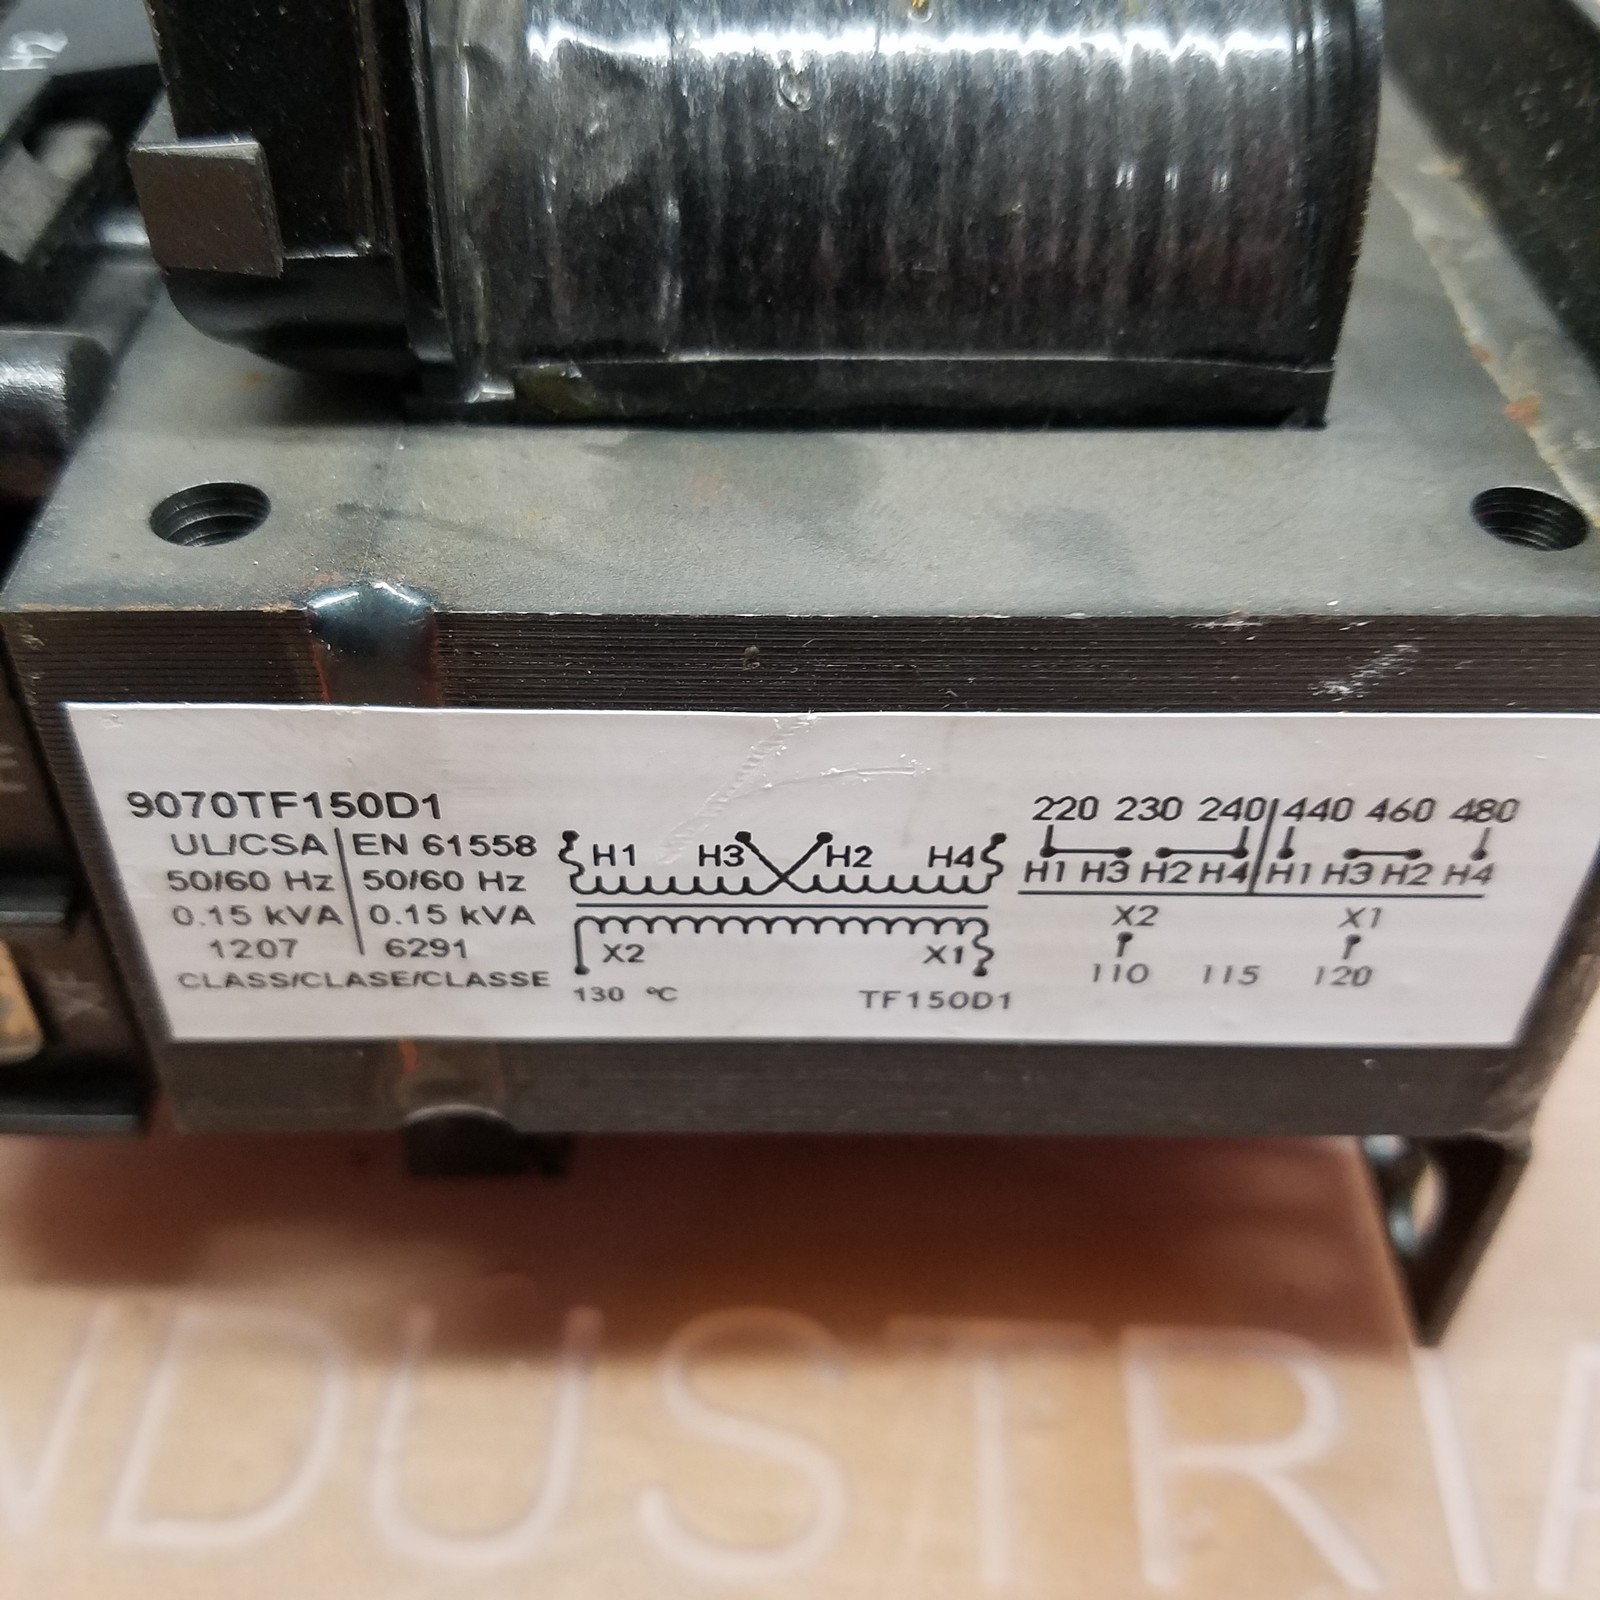 H2
9070TF150D1
UL/CSA EN 61558
50/60 Hz 50/60 Hz
0.15 kVA 0.15 kVA
1207 6291
CLASS/CLASE/CLASSE 130 °C
H1 H3 H2 H4
X2 X1
TF150D1
220 230 240 440 460 480
H1 H3 H2 H4 H1 H3 H2 H4
X2 X1
110 115 120
NDUSTRI